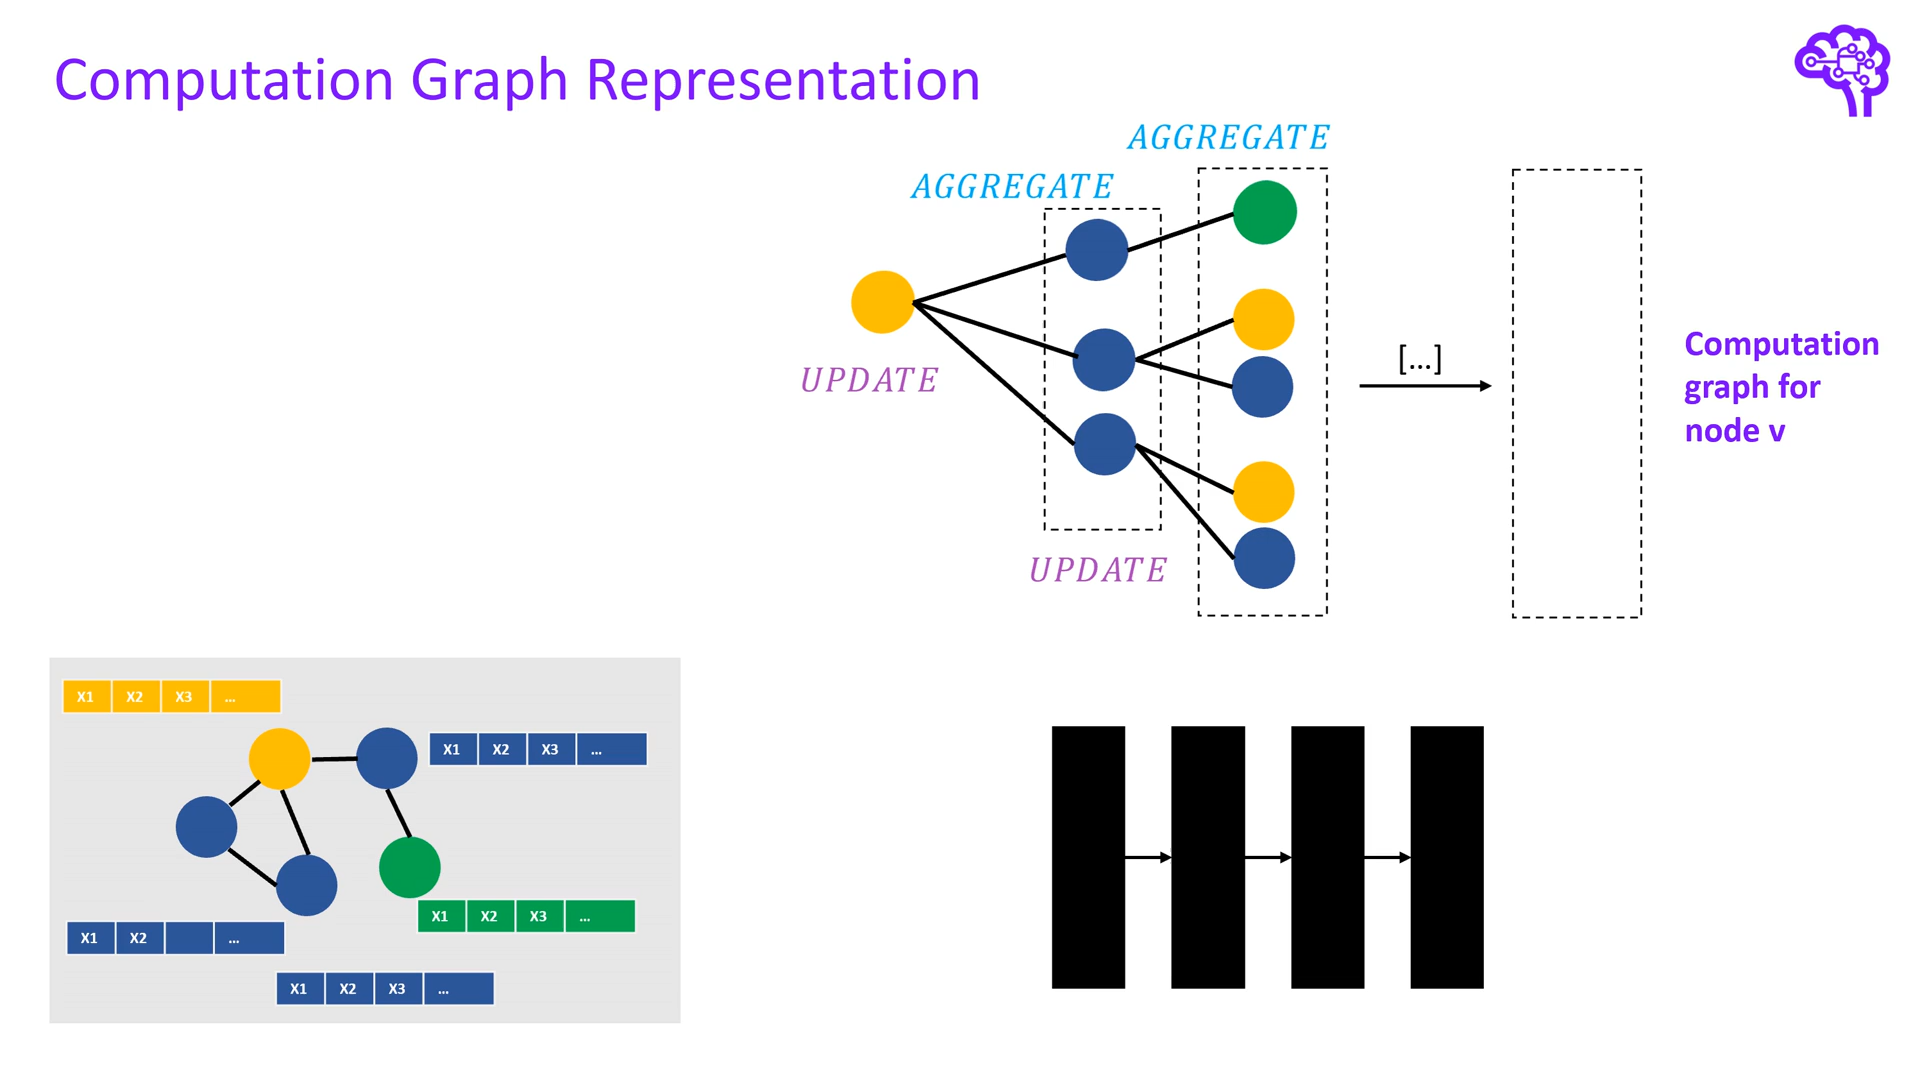 Computation Graph Representation
AGGREGATE
AGGREGATE
UPDATE
UPDATE
[...]
Computation
graph for
node v
X1 X2 X3 ...
X1 X2 X3 ...
X1 X2 X3 ...
X1 X2 ...
X1 X2 X3 ...